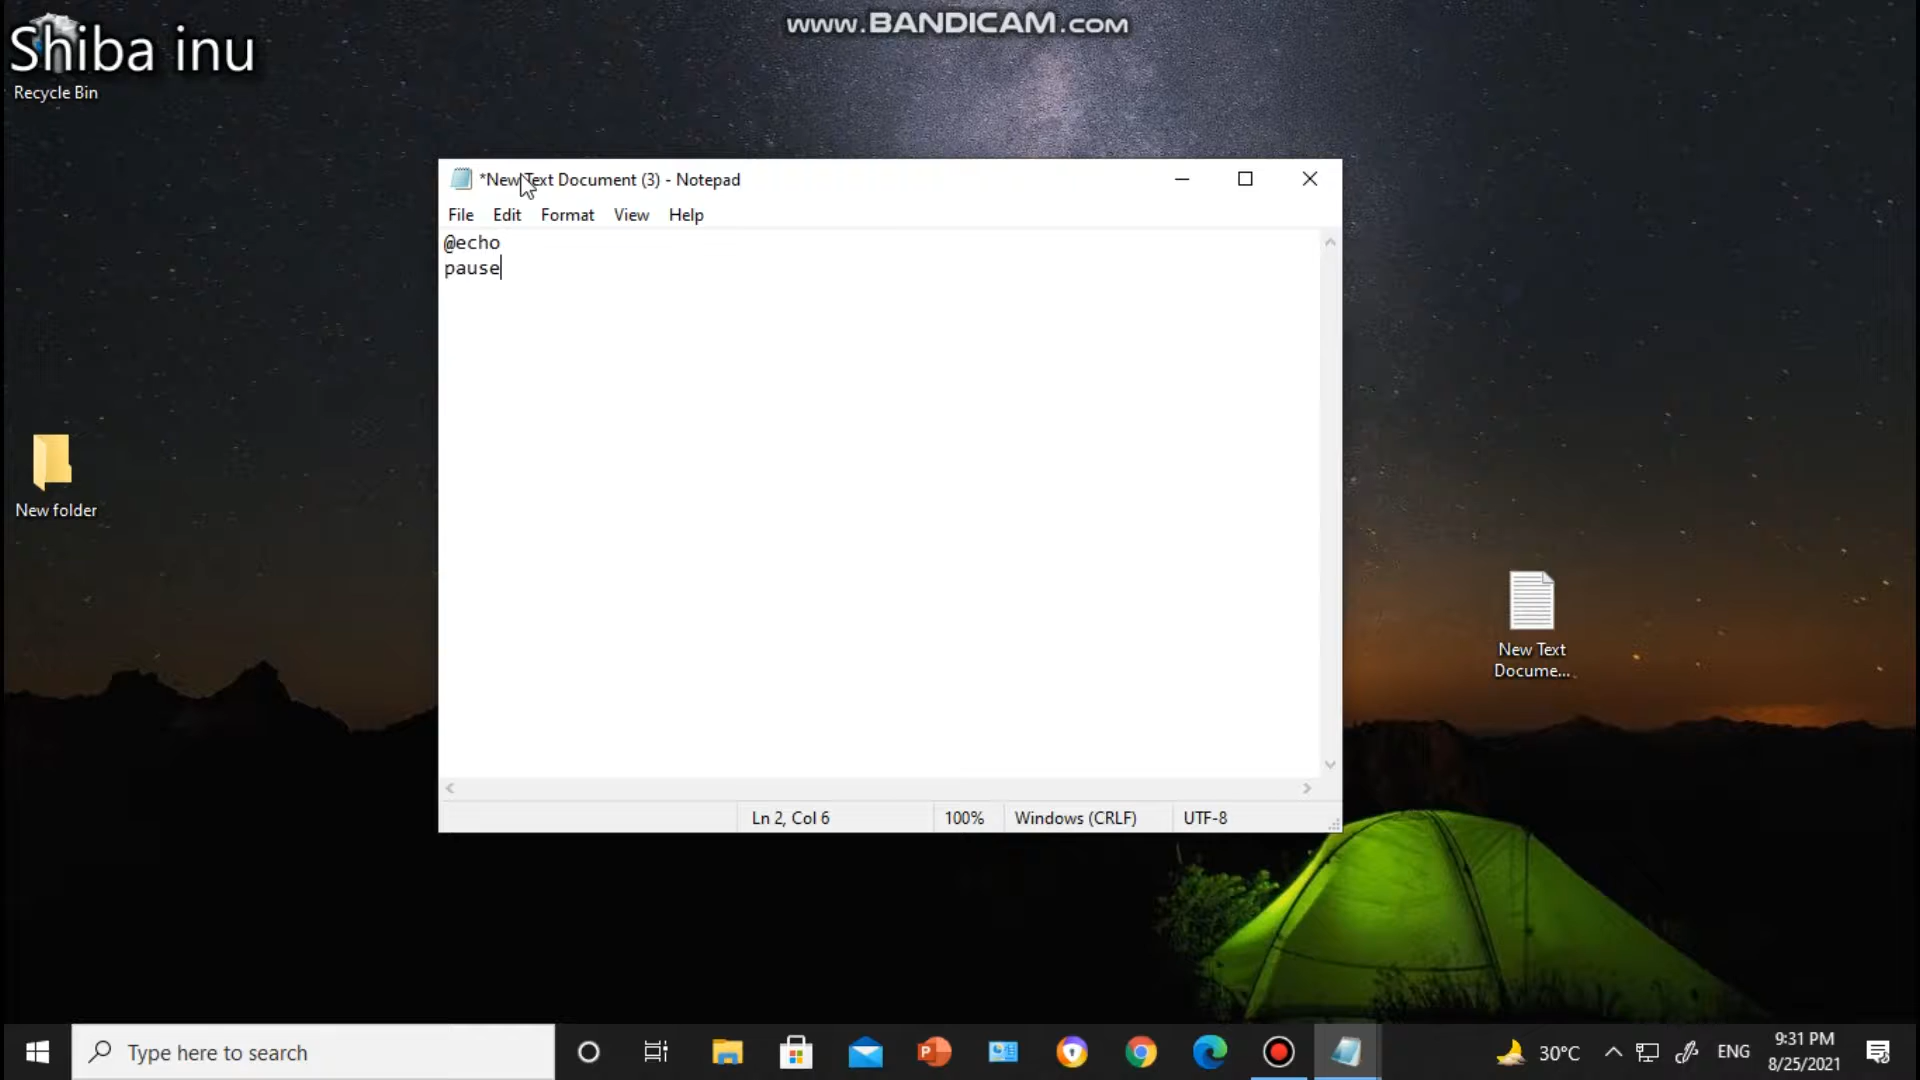 www.BANDICAM.com
Shiba inu
Recycle Bin
*New Text Document (3) - Notepad
File Edit Format View Help
@echo
pause
New folder
New Text
Docume...
Ln 2, Col 6 100% Windows (CRLF) UTF-8
Type here to search
30°C ENG 9:31 PM
8/25/2021